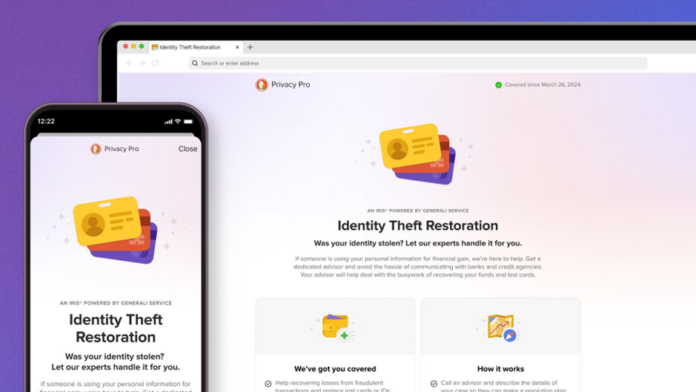 12:22
Privacy Pro
Close
AN IRIS® POWERED BY GENERALI SERVICE
Identity Theft
Restoration
Was your identity stolen?
Let our experts handle it for you.
If someone is using your personal information for
Identity Theft Restoration
Search or enter address
Privacy Pro
Covered since March 26, 2024
AN IRIS® POWERED BY GENERALI SERVICE
Identity Theft Restoration
Was your identity stolen? Let our experts handle it for you.
If someone is using your personal information for financial gain, we're here to help. Get a
dedicated advisor and avoid the hassle of communicating with banks and credit agencies.
Your advisor will help deal with the busywork of recovering your funds and lost cards.
We've got you covered
Help recovering losses from fraudulent
transactions and replace lost cards or IDs
How it works
Call an advisor and describe the details of
your case so they can make a resolution plan